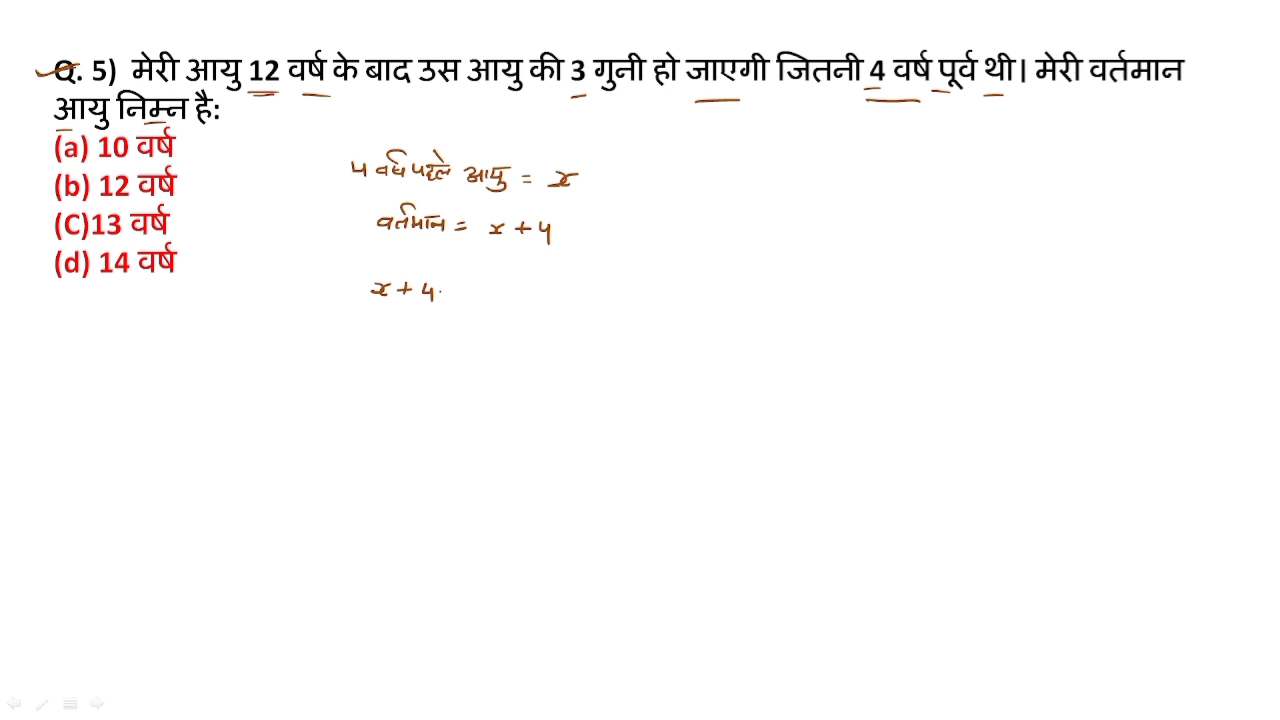 Q. 5) मेरी आयु 12 वर्ष के बाद उस आयु की 3 गुनी हो जाएगी जितनी 4 वर्ष पूर्व थी। मेरी वर्तमान
आयु निम्न है:
(a) 10 वर्ष
(b) 12 वर्ष
(C)13 वर्ष
(d) 14 वर्ष
4 वर्ष पहले आयु = x
वर्तमान = x + 4
x + 4